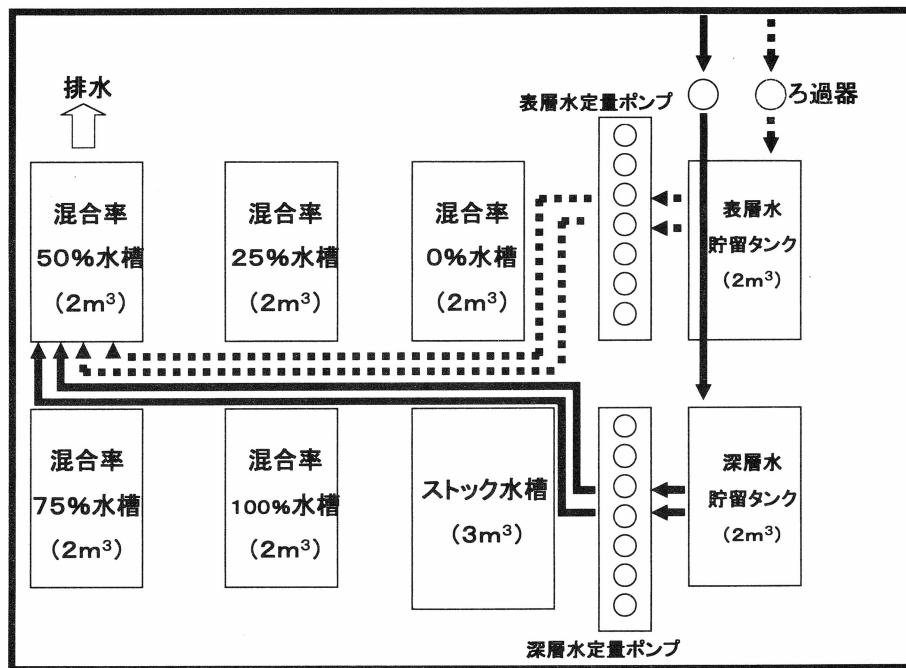 排水
表層水定量ポンプ
ろ過器
混合率
50%水槽
(2m³)
混合率
25%水槽
(2m³)
混合率
0%水槽
(2m³)
表層水
貯留タンク
(2m³)
混合率
75%水槽
(2m³)
混合率
100%水槽
(2m³)
ストック水槽
(3m³)
深層水
貯留タンク
(2m³)
深層水定量ポンプ